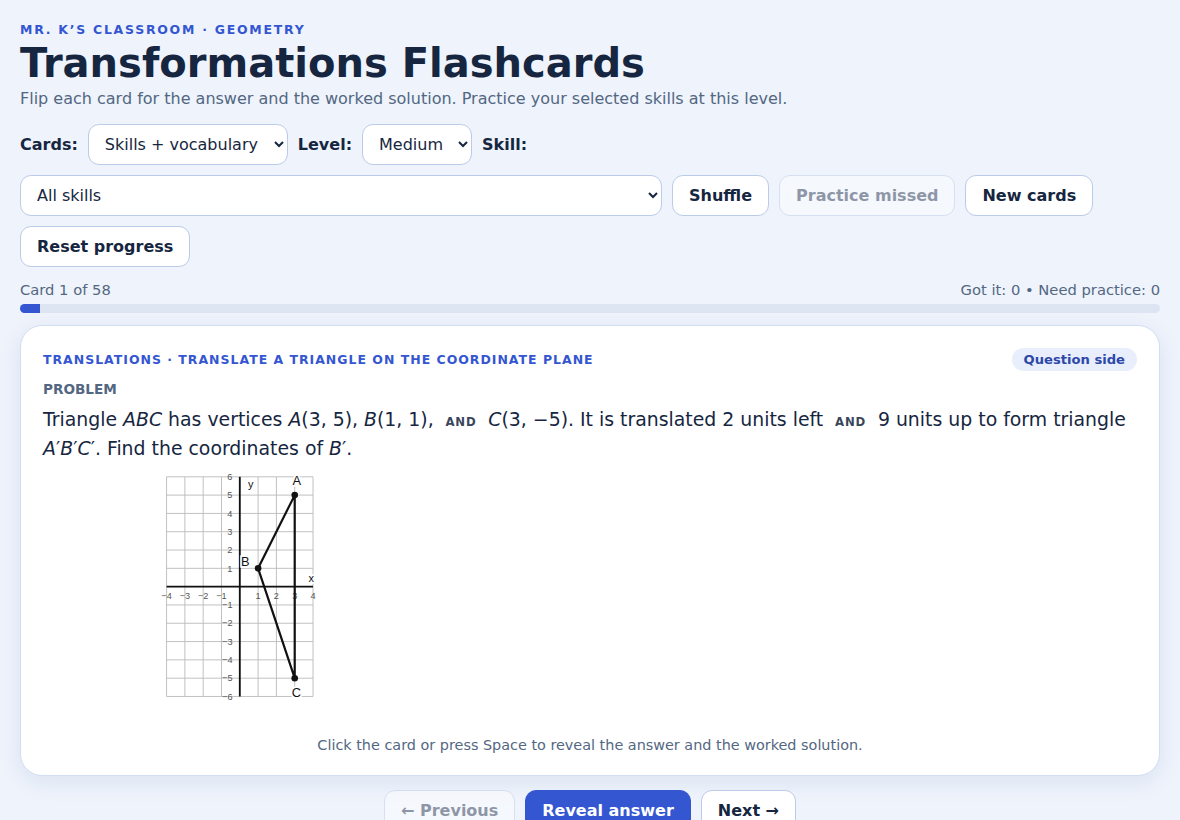 MR. K’S CLASSROOM · GEOMETRY
Transformations Flashcards
Flip each card for the answer and the worked solution. Practice your selected skills at this level.
Cards: Skills + vocabulary Level: Medium Skill:
All skills Shuffle Practice missed New cards
Reset progress
Card 1 of 58 Got it: 0 • Need practice: 0
TRANSLATIONS · TRANSLATE A TRIANGLE ON THE COORDINATE PLANE Question side
PROBLEM
Triangle ABC has vertices A(3, 5), B(1, 1), AND C(3, −5). It is translated 2 units left AND 9 units up to form triangle
A′B′C′. Find the coordinates of B′.
6 y A
5
4
3
2
B 1
x
−4 −3 −2 −1 1 2 3 4
−1
−2
−3
−4
−5
−6 C
Click the card or press Space to reveal the answer and the worked solution.
← Previous Reveal answer Next →